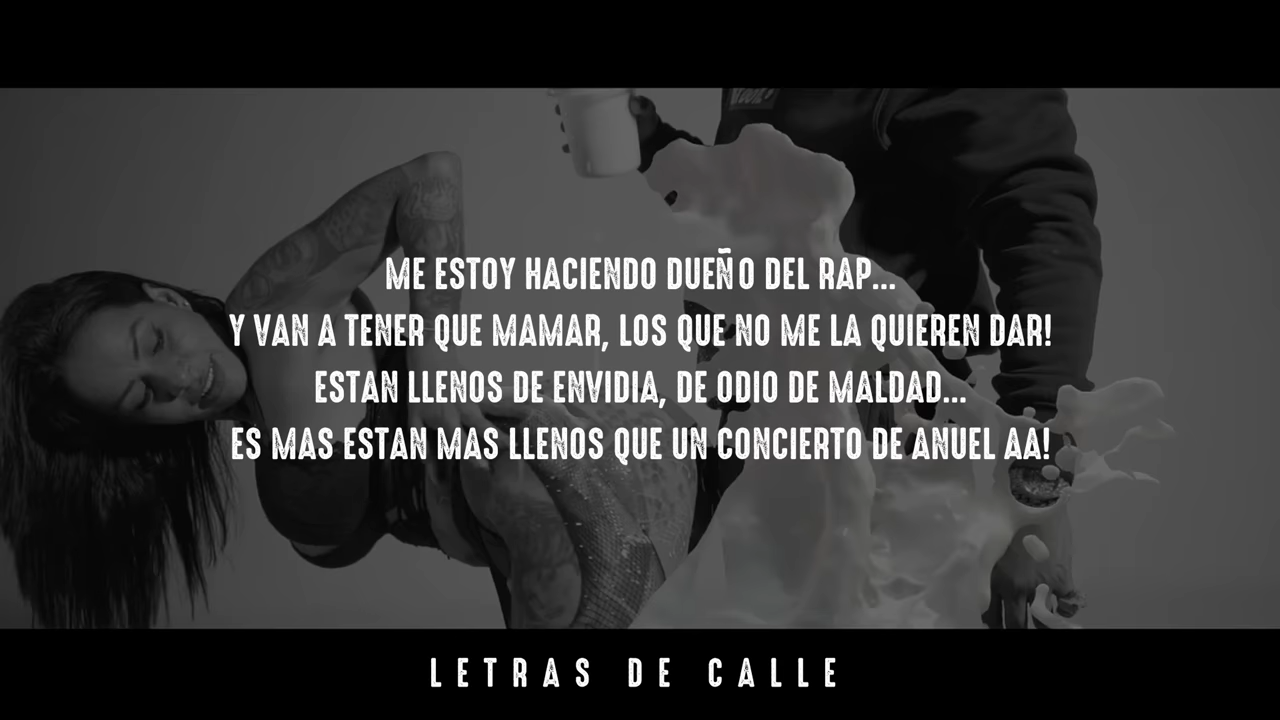 ME ESTOY HACIENDO DUEÑO DEL RAP...
Y VAN A TENER QUE MAMAR, LOS QUE NO ME LA QUIEREN DAR!
ESTAN LLENOS DE ENVIDIA, DE ODIO DE MALDAD...
ES MAS ESTAN MAS LLENOS QUE UN CONCIERTO DE ANUEL AA!
LETRAS DE CALLE